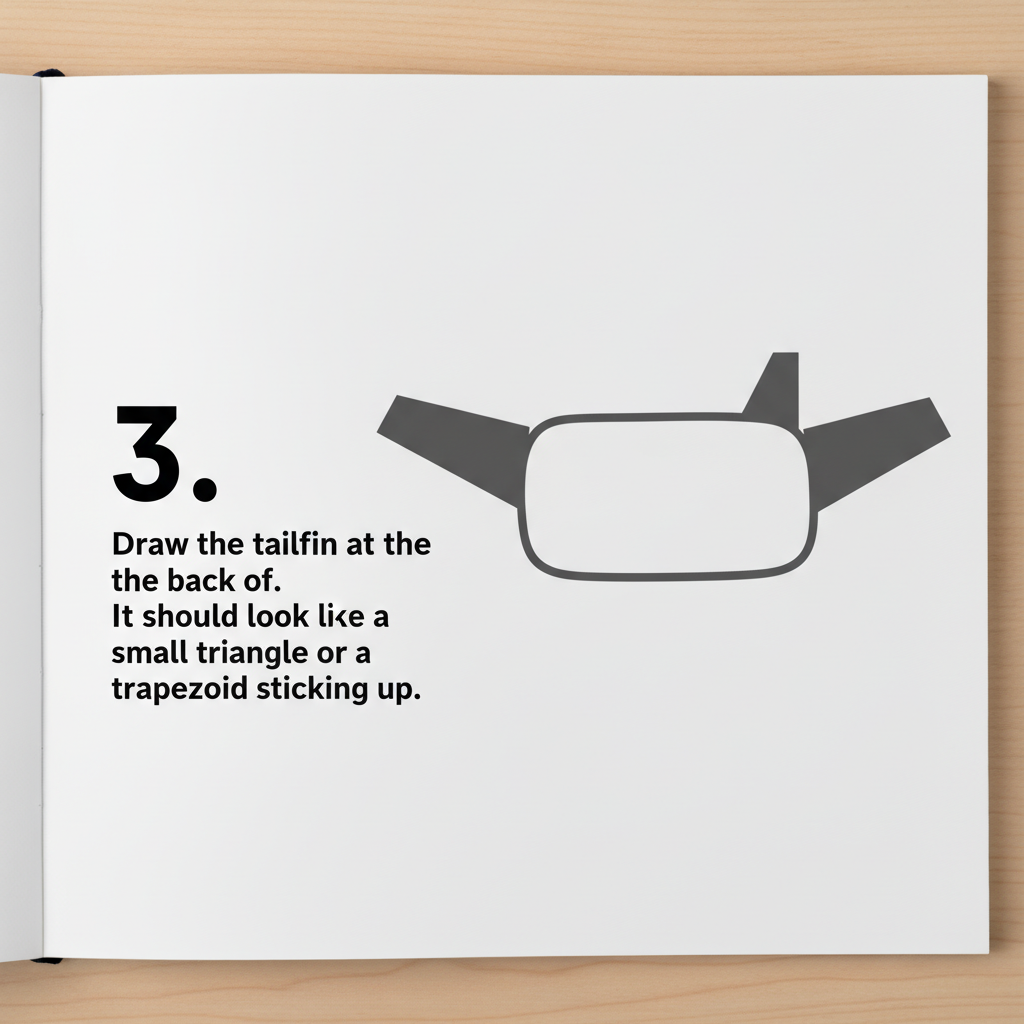 3.
Draw the tailfin at the
the back of.
It should look like a
small triangle or a
trapezoid sticking up.